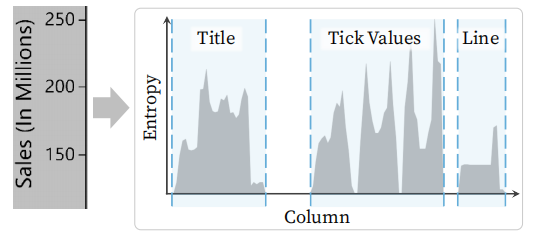 Sales (In Millions)
250
200
150
Title
Tick Values
Line
Entropy
Column